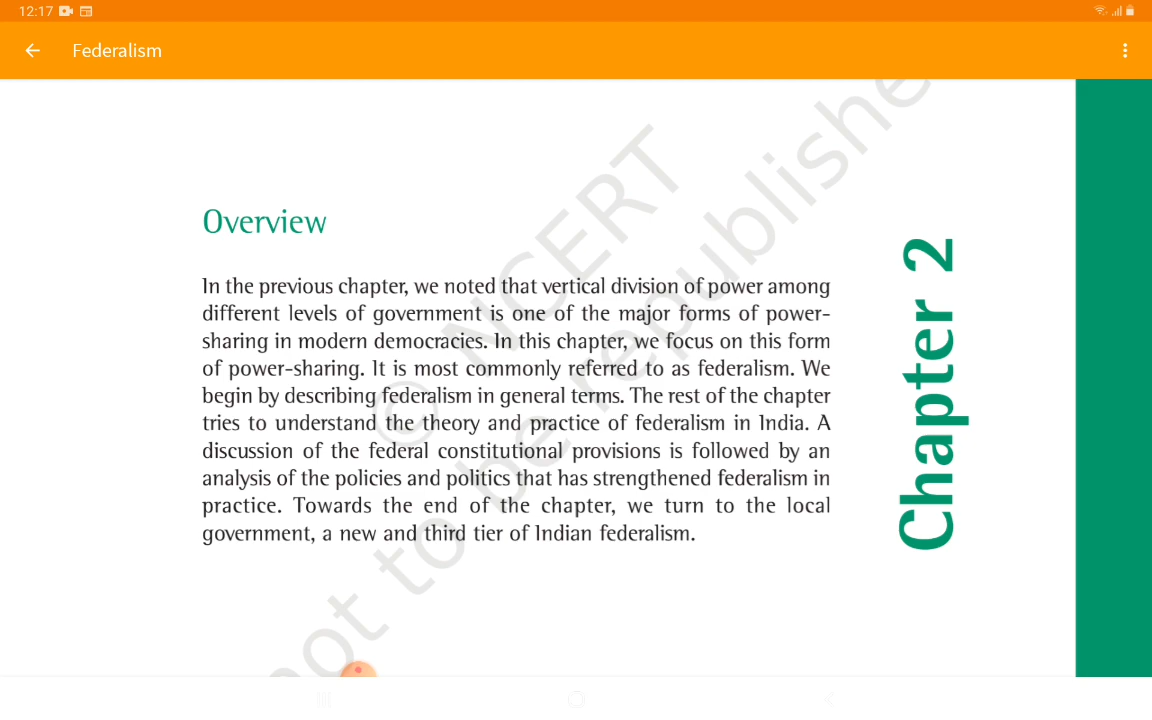 12:17
Federalism
Overview
In the previous chapter, we noted that vertical division of power among
different levels of government is one of the major forms of power-
sharing in modern democracies. In this chapter, we focus on this form
of power-sharing. It is most commonly referred to as federalism. We
begin by describing federalism in general terms. The rest of the chapter
tries to understand the theory and practice of federalism in India. A
discussion of the federal constitutional provisions is followed by an
analysis of the policies and politics that has strengthened federalism in
practice. Towards the end of the chapter, we turn to the local
government, a new and third tier of Indian federalism.
Chapter 2
© NCERT
not to be republishe